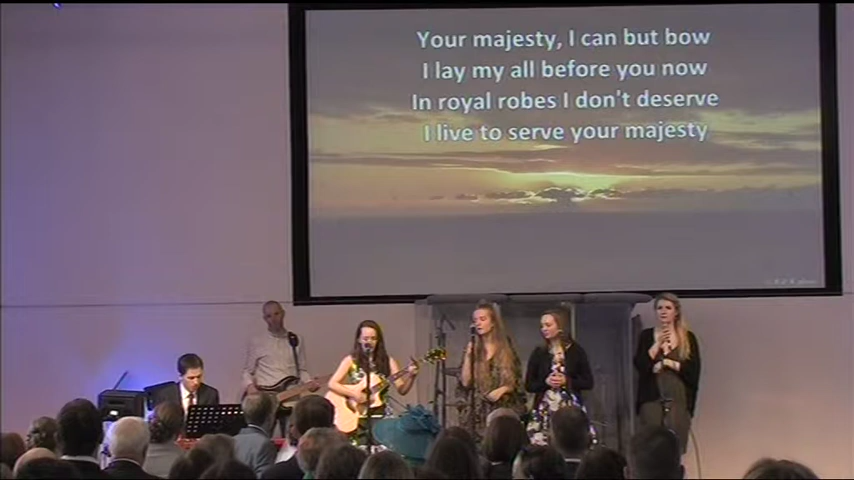 Your majesty, I can but bow
I lay my all before you now
In royal robes I don't deserve
I live to serve your majesty